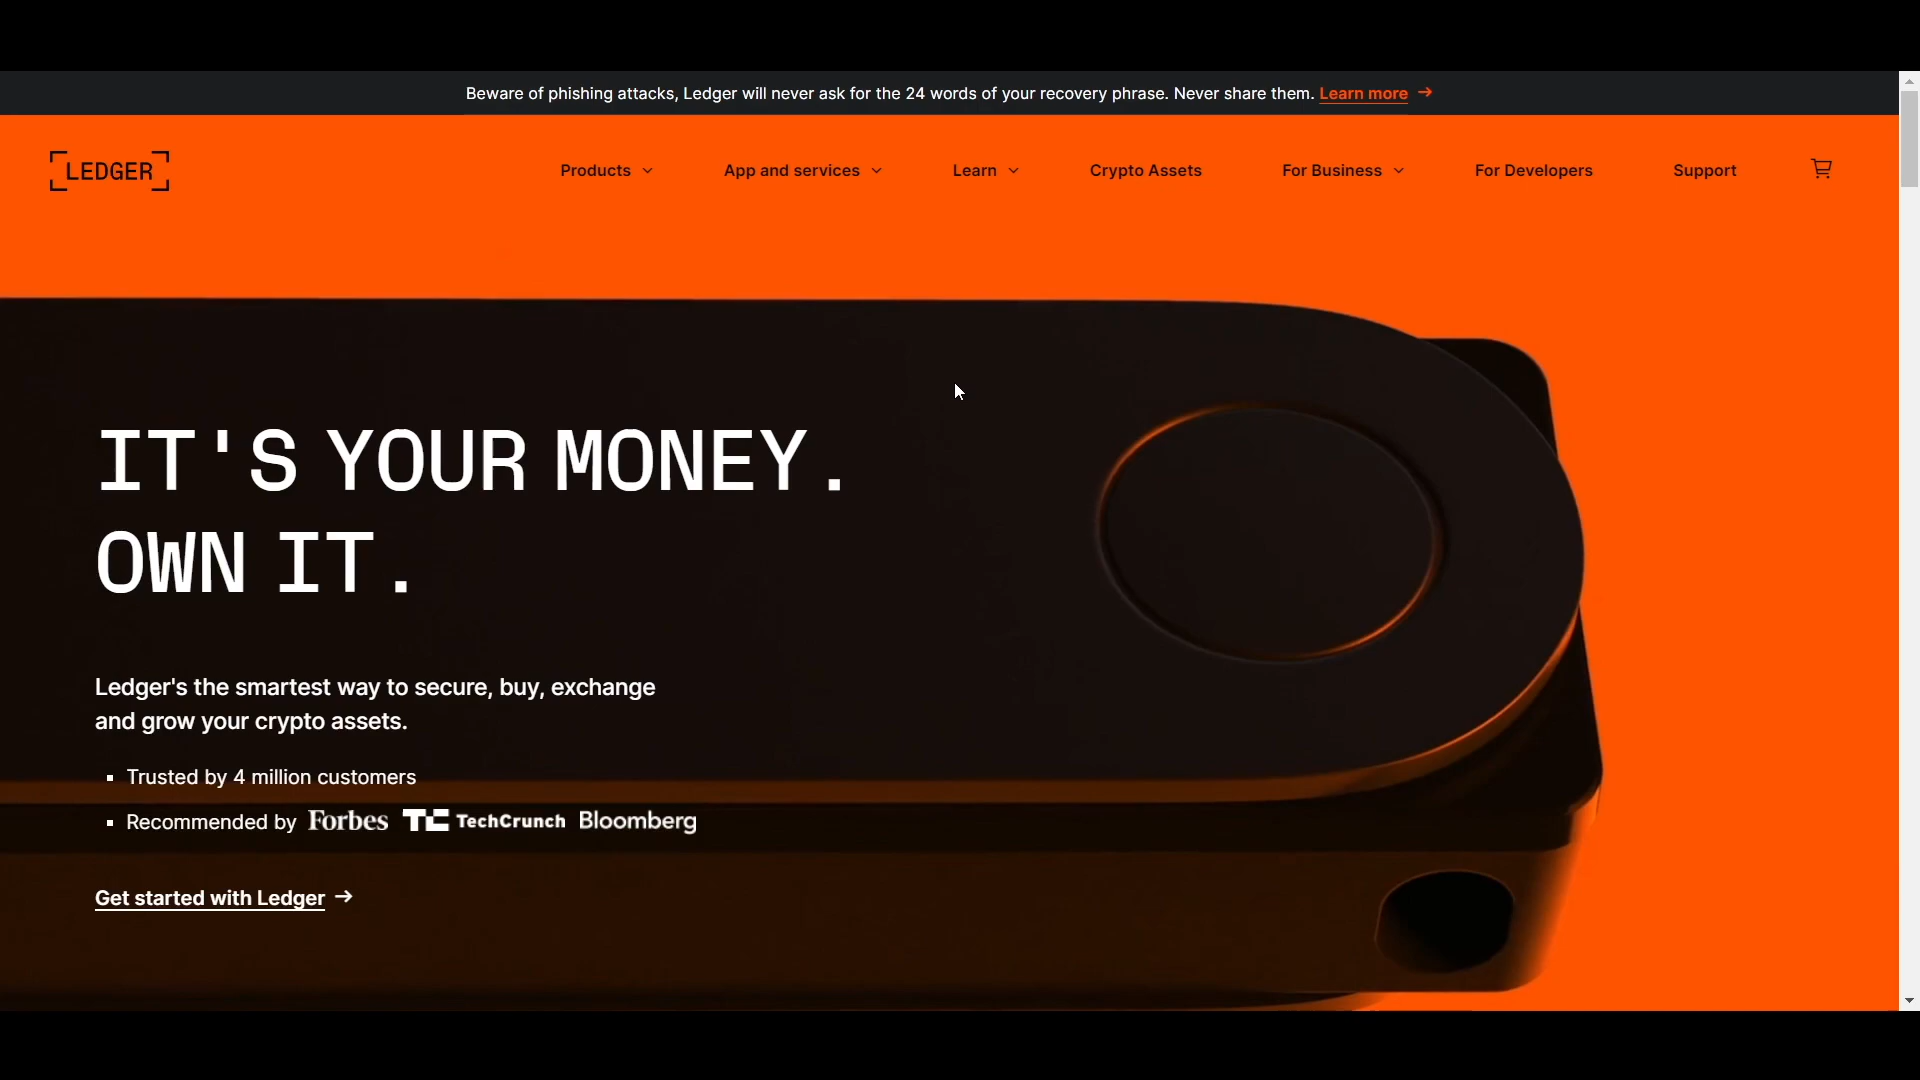 Beware of phishing attacks, Ledger will never ask for the 24 words of your recovery phrase. Never share them. Learn more →
LEDGER
Products
App and services
Learn
Crypto Assets
For Business
For Developers
Support
IT'S YOUR MONEY.
OWN IT.
Ledger's the smartest way to secure, buy, exchange
and grow your crypto assets.
▪ Trusted by 4 million customers
▪ Recommended by Forbes TC TechCrunch Bloomberg
Get started with Ledger →